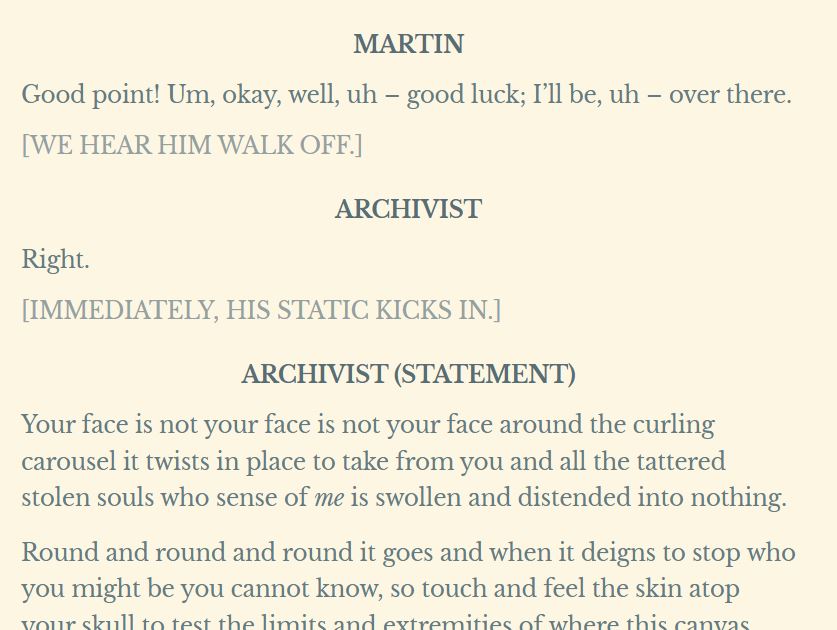 MARTIN
Good point! Um, okay, well, uh – good luck; I’ll be, uh – over there.
[WE HEAR HIM WALK OFF.]
ARCHIVIST
Right.
[IMMEDIATELY, HIS STATIC KICKS IN.]
ARCHIVIST (STATEMENT)
Your face is not your face is not your face around the curling
carousel it twists in place to take from you and all the tattered
stolen souls who sense of me is swollen and distended into nothing.
Round and round and round it goes and when it deigns to stop who
you might be you cannot know, so touch and feel the skin atop
your skull to test the limits and extremities of where this canvas